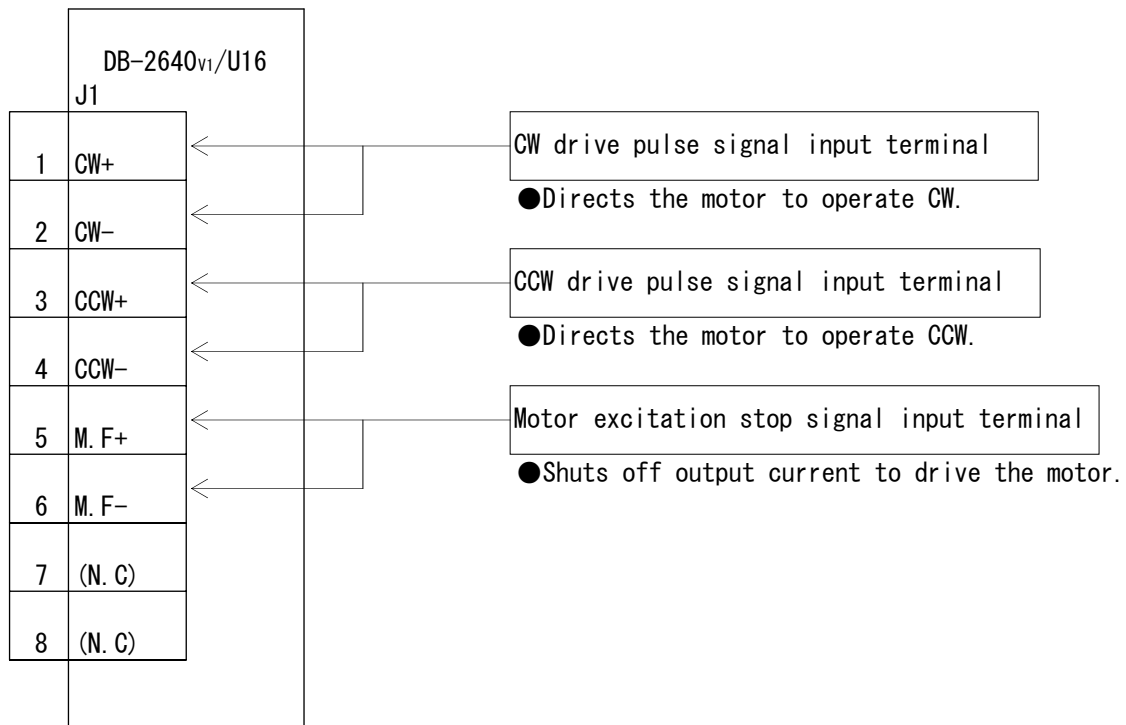 DB-2640V1/U16
J1
1 CW+
2 CW-
3 CCW+
4 CCW-
5 M.F+
6 M.F-
7 (N.C)
8 (N.C)
CW drive pulse signal input terminal
●Directs the motor to operate CW.
CCW drive pulse signal input terminal
●Directs the motor to operate CCW.
Motor excitation stop signal input terminal
●Shuts off output current to drive the motor.